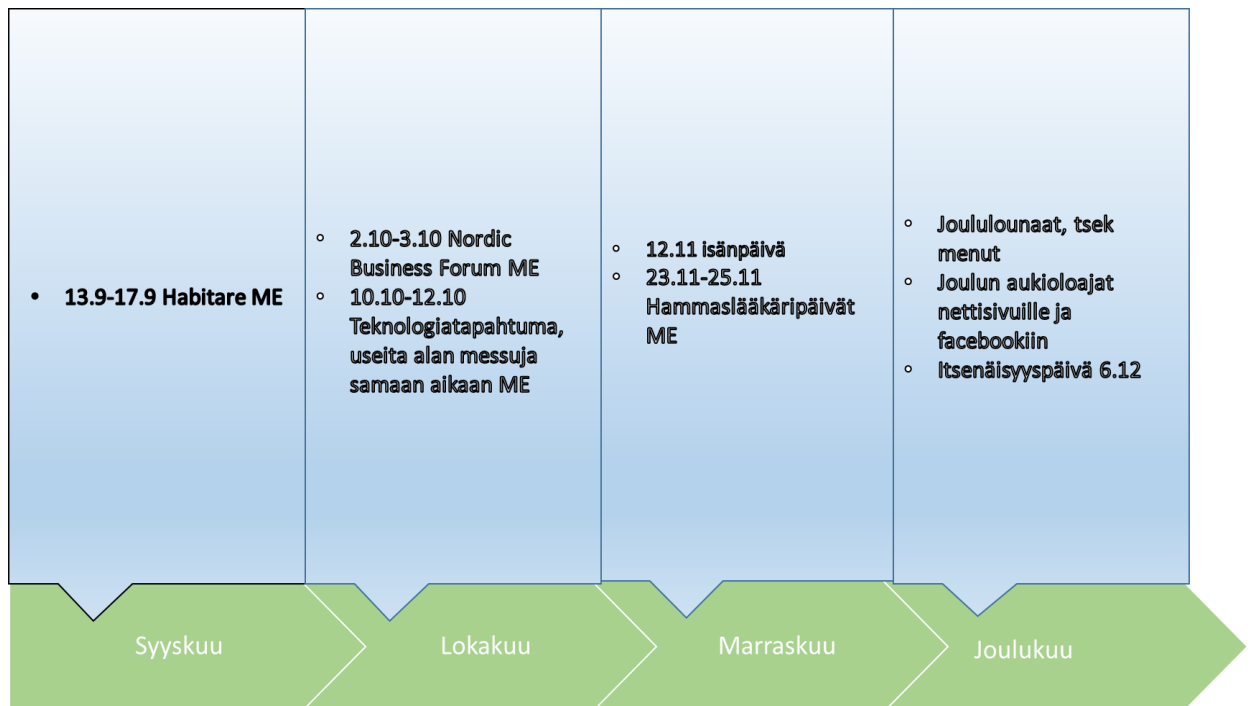 • 13.9-17.9 Habitare ME
◦ 2.10-3.10 Nordic
Business Forum ME
◦ 10.10-12.10
Teknologiatapahtuma,
useita alan messuja
samaan aikaan ME
◦ 12.11 isänpäivä
◦ 23.11-25.11
Hammaslääkäripäivät
ME
◦ Joululounaat, tsek
menut
◦ Joulun aukioloajat
nettisivuille ja
facebookiin
◦ Itsenäisyyspäivä 6.12
Syyskuu
Lokakuu
Marraskuu
Joulukuu